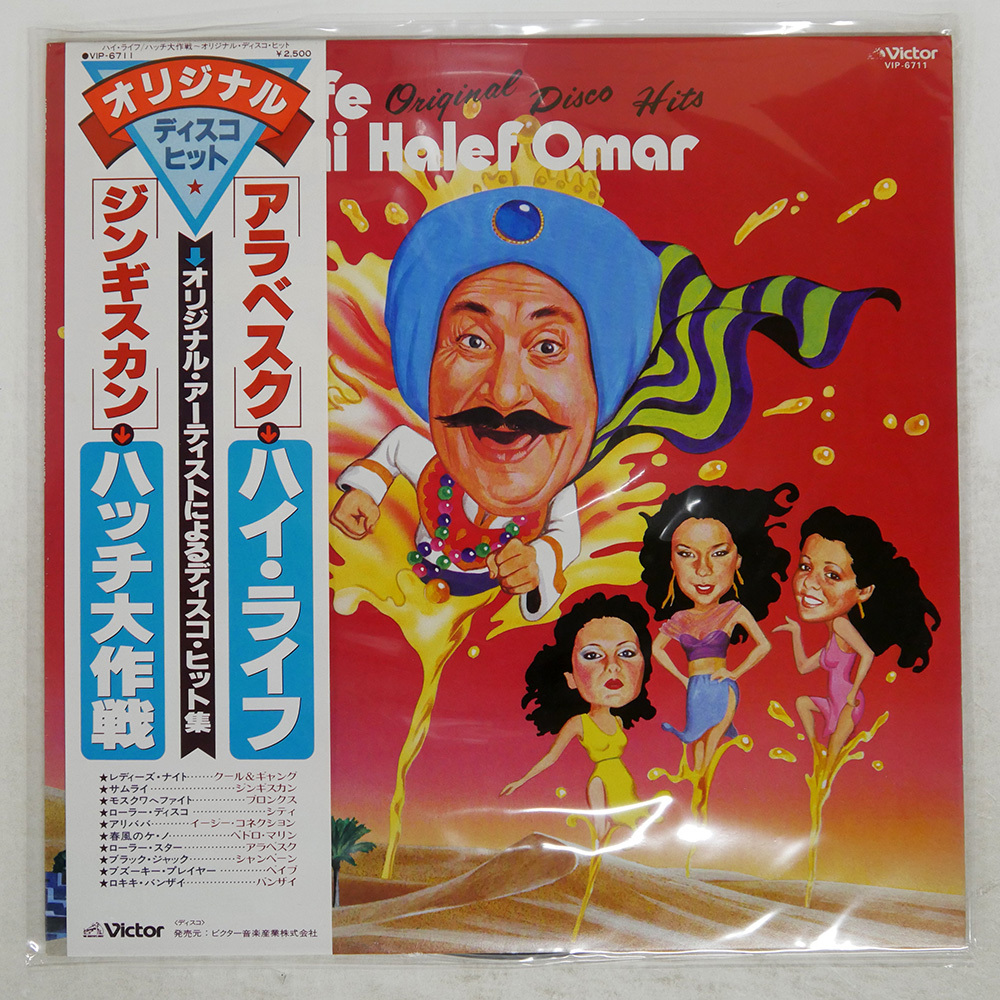 ハイ・ライフ/ハッチ大作戦~オリジナル・ディスコ・ヒット
●VIP-6711 ¥2,500
オリジナル
ディスコ
ヒット
★
[アラベスク]
ハイ・ライフ
オリジナル・アーティストによるディスコ・ヒット集
[ジンギスカン]
ハッチ大作戦
★レディーズ・ナイト……クール&ギャング
★サムライ……ジンギスカン
★モスクワへファイト……ブロンクス
★ローラー・ディスコ……シティ
★アリババ……イージー・コネクション
★春風のケ・ノ……ペドロ・マリン
★ローラー・スター……アラベスク
★ブラック・ジャック……シャンペーン
★ブズーキー・プレイヤー……ベイブ
★ロキキ・バンザイ……バンザイ
Victor
〈ディスコ〉
発売元:ビクター音楽産業株式会社
fe Original Disco Hits
i Halef Omar
Victor
VIP-6711